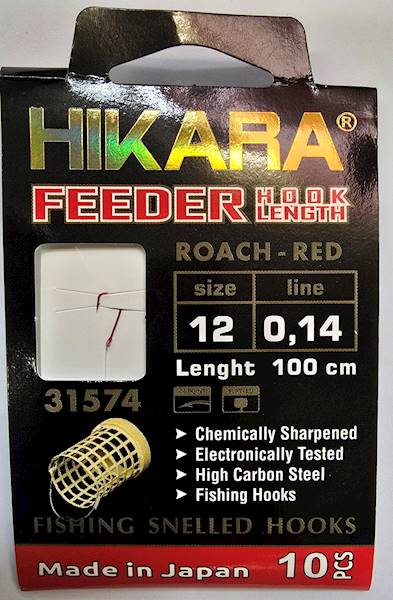 HIKARA®
FEEDER HOOK LENGTH
ROACH - RED
size line
12 0,14
Lenght 100 cm
31574
➤ Chemically Sharpened
➤ Electronically Tested
➤ High Carbon Steel
➤ Fishing Hooks
FISHING SNELLED HOOKS
Made in Japan 10 PCS